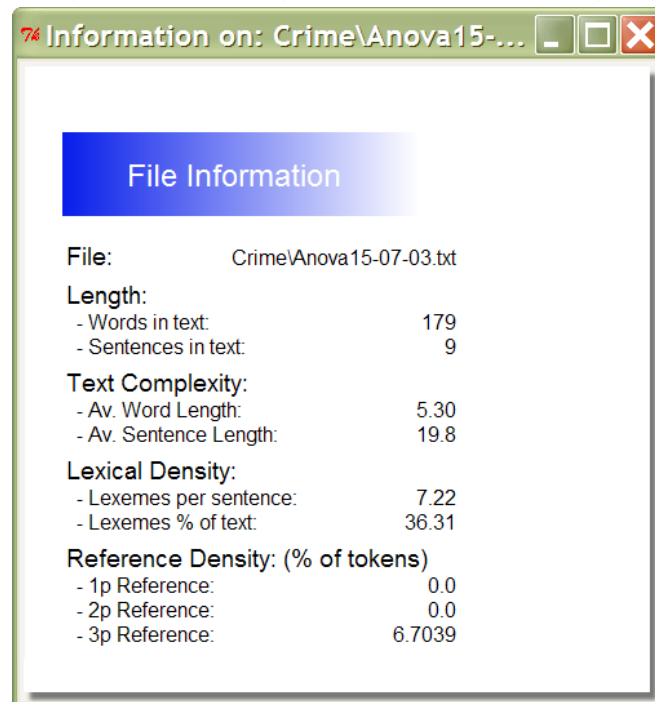 Information on: Crime\Anova15-...
File Information
File: Crime\Anova15-07-03.txt
Length:
- Words in text: 179
- Sentences in text: 9
Text Complexity:
- Av. Word Length: 5.30
- Av. Sentence Length: 19.8
Lexical Density:
- Lexemes per sentence: 7.22
- Lexemes % of text: 36.31
Reference Density: (% of tokens)
- 1p Reference: 0.0
- 2p Reference: 0.0
- 3p Reference: 6.7039